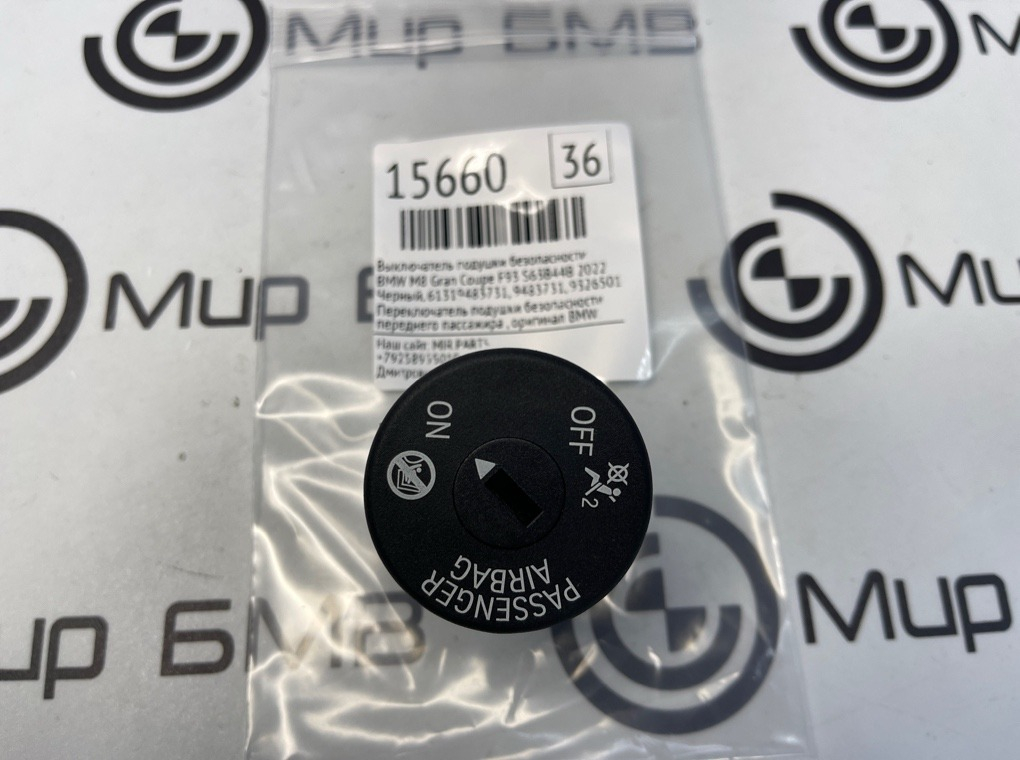 Мир БМВ
15660
36
Выключатель подушки безопасности
BMW M8 Gran Coupe F93 S63B44B 2022
Черный, 61319483731, 9483731, 9326501
Переключатель подушки безопасности
переднего пассажира, оригинал BMW
Наш сайт: MIR.PARTS
Мир
Мир
ON
OFF
2
PASSENGER
AIRBAG
Мир БМВ